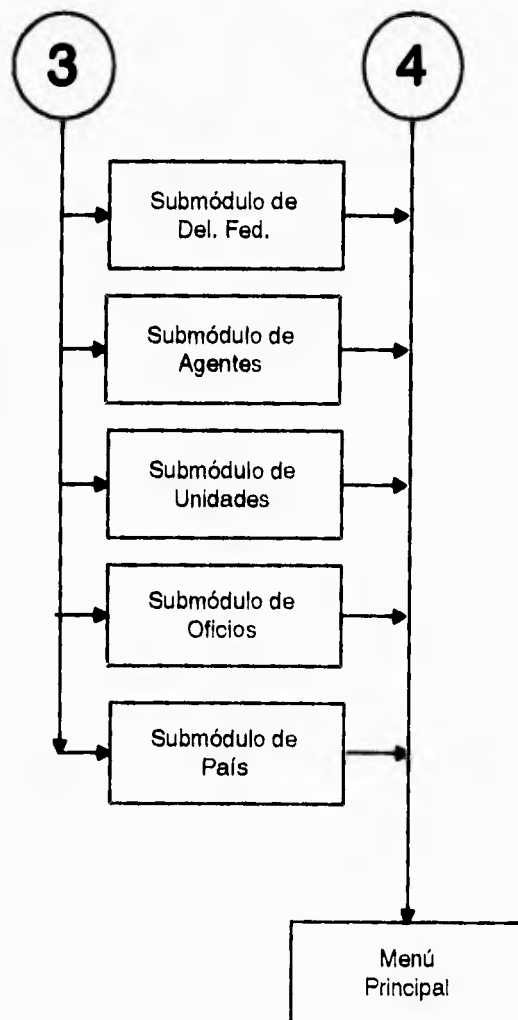 3
4
Submódulo de
Del. Fed.
Submódulo de
Agentes
Submódulo de
Unidades
Submódulo de
Oficios
Submódulo de
País
Menú
Principal